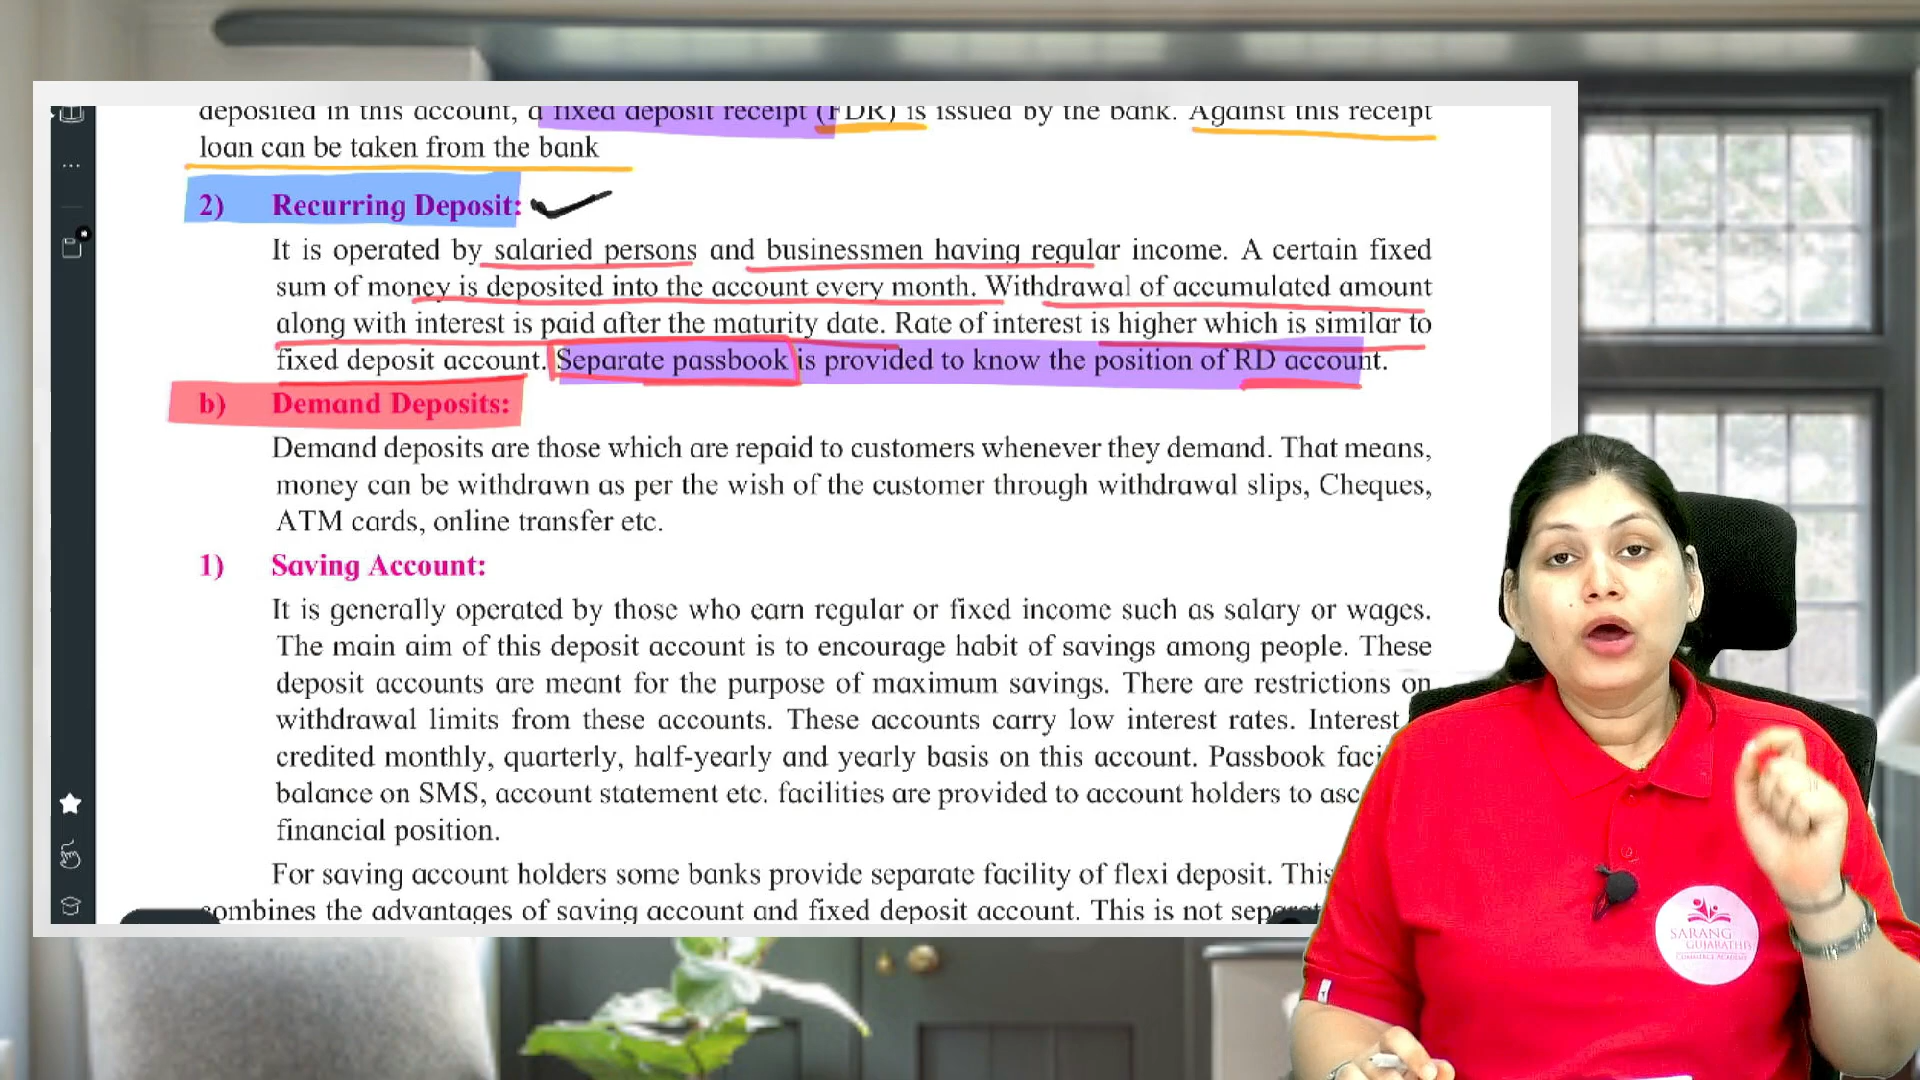 deposited in this account, a fixed deposit receipt (FDR) is issued by the bank. Against this receipt
loan can be taken from the bank
2) Recurring Deposit:
It is operated by salaried persons and businessmen having regular income. A certain fixed
sum of money is deposited into the account every month. Withdrawal of accumulated amount
along with interest is paid after the maturity date. Rate of interest is higher which is similar to
fixed deposit account. Separate passbook is provided to know the position of RD account.
b) Demand Deposits:
Demand deposits are those which are repaid to customers whenever they demand. That means,
money can be withdrawn as per the wish of the customer through withdrawal slips, Cheques,
ATM cards, online transfer etc.
1) Saving Account:
It is generally operated by those who earn regular or fixed income such as salary or wages.
The main aim of this deposit account is to encourage habit of savings among people. These
deposit accounts are meant for the purpose of maximum savings. There are restrictions on
withdrawal limits from these accounts. These accounts carry low interest rates. Interest
credited monthly, quarterly, half-yearly and yearly basis on this account. Passbook
balance on SMS, account statement etc. facilities are provided to account holders to
financial position.
For saving account holders some banks provide separate facility of flexi deposit. This
combines the advantages of saving account and fixed deposit account. This is not
SARANG
GUJARATHI
COMMERCE ACADEMY